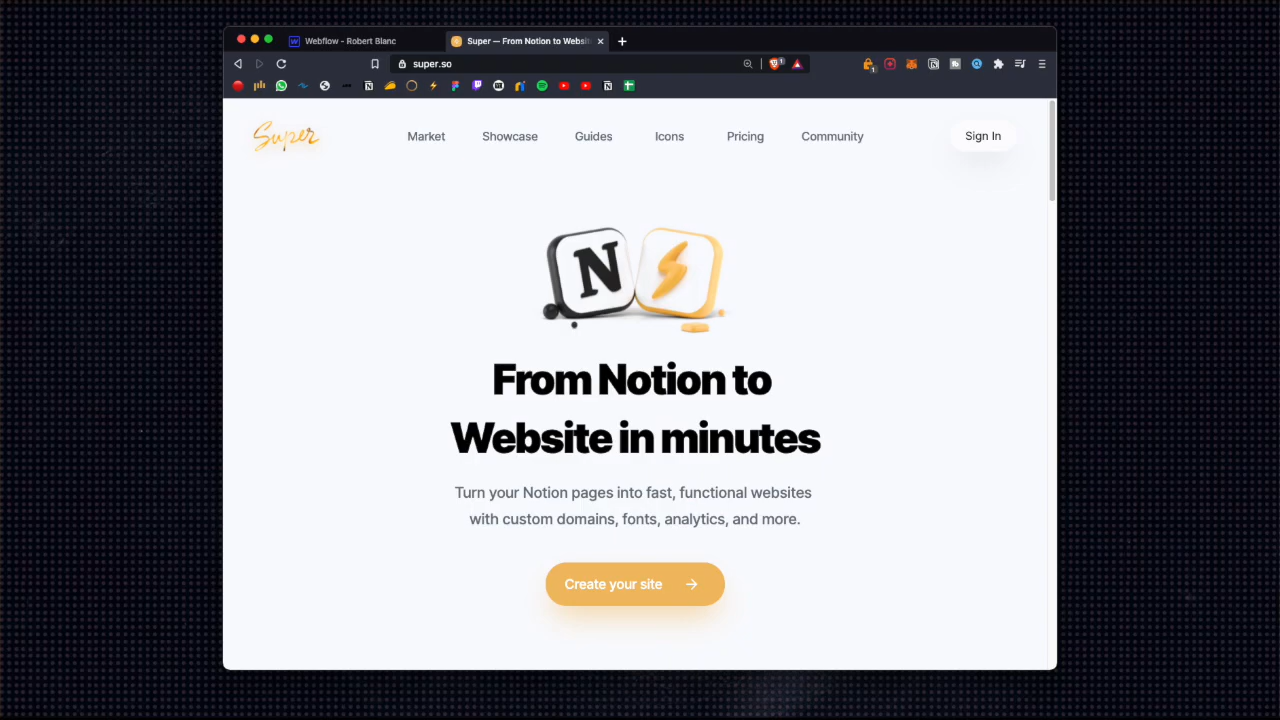 Webflow - Robert Blanc
Super — From Notion to Websit
super.so
Super
Market
Showcase
Guides
Icons
Pricing
Community
Sign In
N
From Notion to
Website in minutes
Turn your Notion pages into fast, functional websites
with custom domains, fonts, analytics, and more.
Create your site